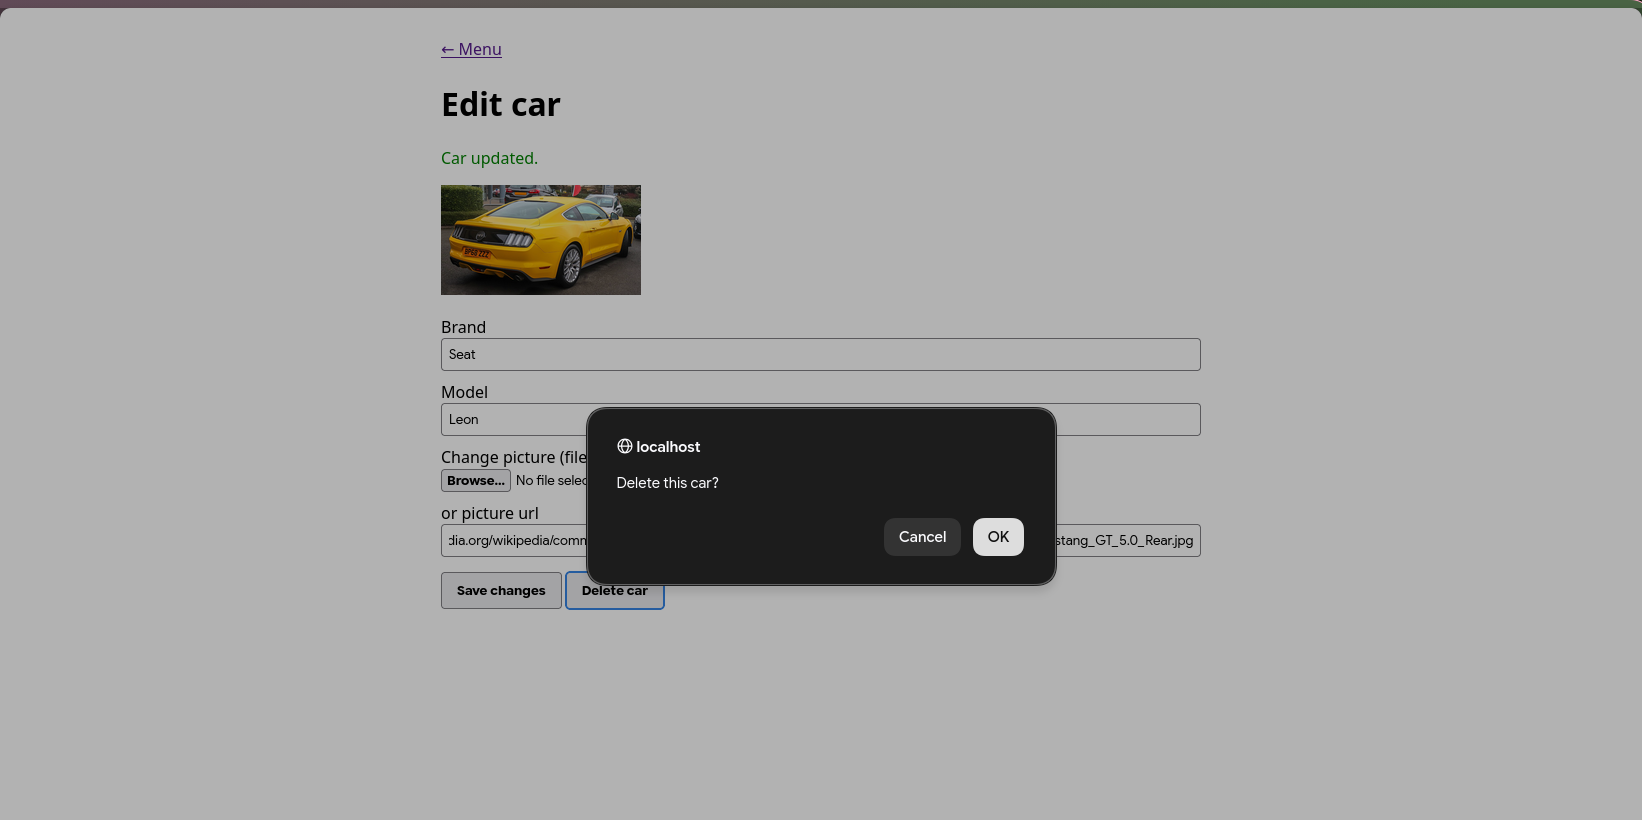 ← Menu
Edit car
Car updated.
Brand
Seat
Model
Leon
Change picture (file
Browse... No file selec
or picture url
dia.org/wikipedia/comm
stang_GT_5.0_Rear.jpg
Save changes
Delete car
localhost
Delete this car?
Cancel
OK